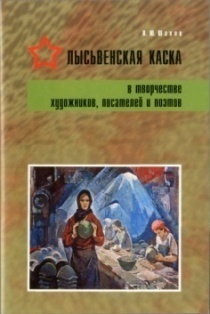 ЛЫСЬВЕНСКАЯ КАСКА
в творчестве
художников, писателей и поэтов